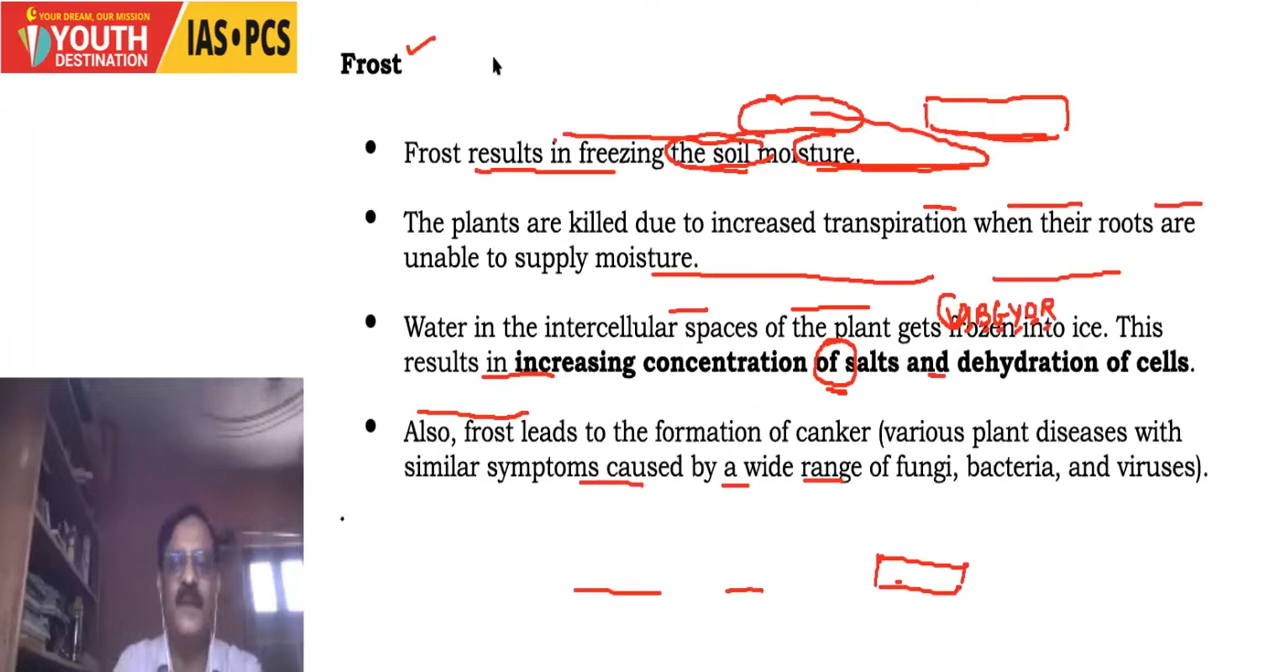 YOUR DREAM, OUR MISSION
YOUTH
DESTINATION
IAS•PCS
Frost
• Frost results in freezing the soil moisture.
• The plants are killed due to increased transpiration when their roots are
unable to supply moisture.
VIBGYOR
• Water in the intercellular spaces of the plant gets frozen into ice. This
results in increasing concentration of salts and dehydration of cells.
• Also, frost leads to the formation of canker (various plant diseases with
similar symptoms caused by a wide range of fungi, bacteria, and viruses).
.